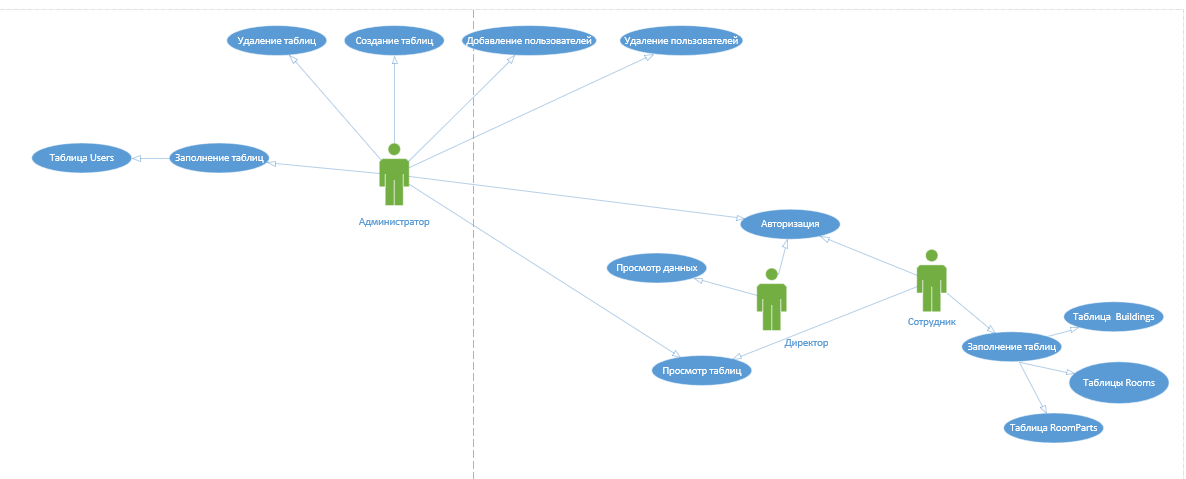 Удаление таблиц
Создание таблиц
Добавление пользователей
Удаление пользователей
Таблица Users
Заполнение таблиц
Администратор
Авторизация
Просмотр данных
Сотрудник
Таблица Buildings
Директор
Заполнение таблиц
Просмотр таблиц
Таблицы Rooms
Таблица RoomParts